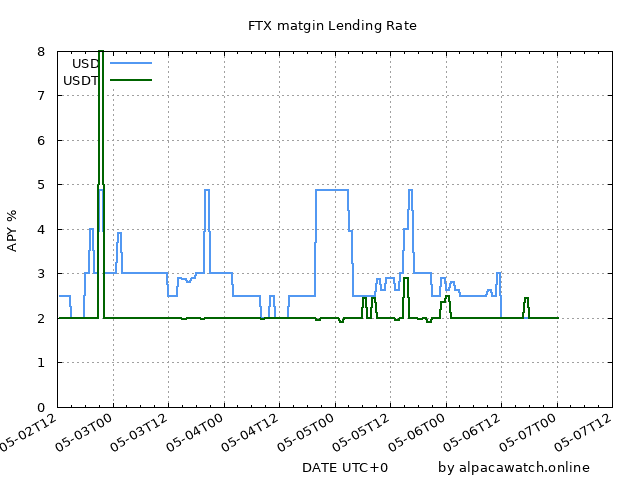 FTX matgin Lending Rate
8
7
6
5
4
3
2
1
0
APY %
USD
USDT
05-02T12
05-03T00
05-03T12
05-04T00
05-04T12
05-05T00
05-05T12
05-06T00
05-06T12
05-07T00
05-07T12
DATE UTC+0
by alpacawatch.online